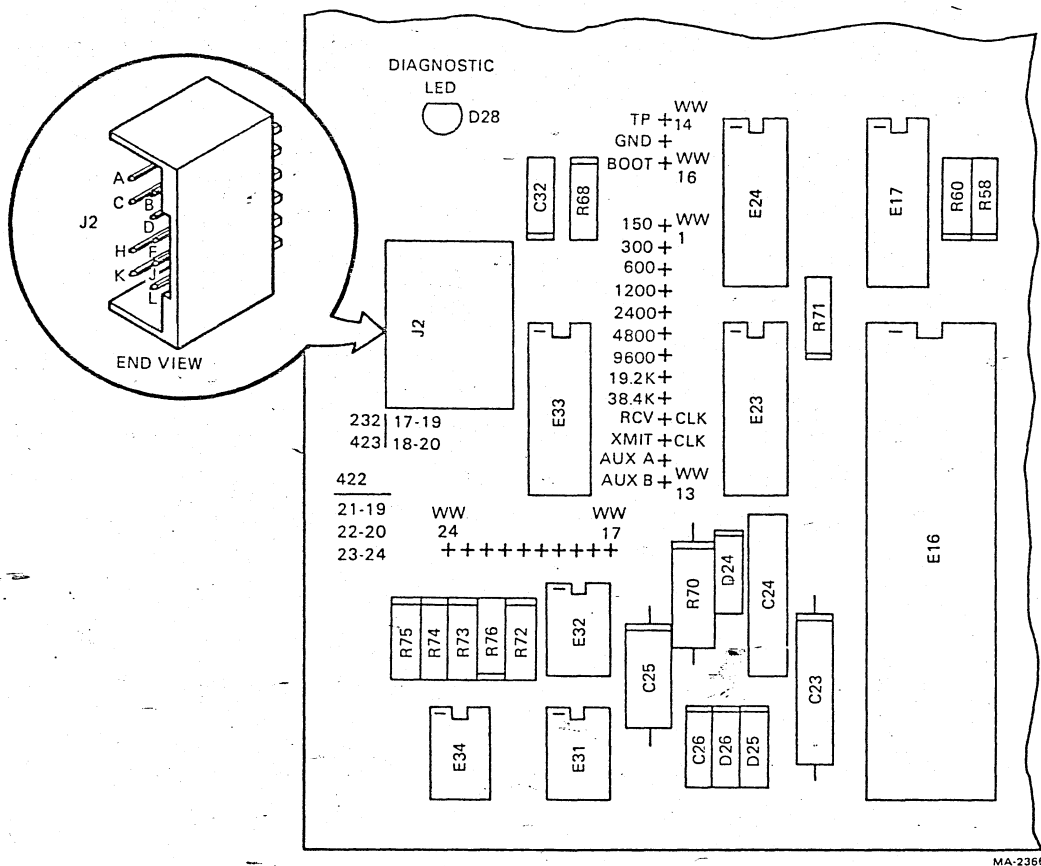 DIAGNOSTIC
LED
D28
TP + WW
14
GND +
BOOT + WW
16
150 + WW
1
300 +
600 +
1200 +
2400 +
4800 +
9600 +
19.2K +
38.4K +
RCV + CLK
XMIT + CLK
AUX A +
AUX B + WW
13
A
C
B
D
J2
H
F
K
J
L
END VIEW
J2
C32
R68
E24
E17
R60
R58
R71
E33
E23
E16
232 | 17-19
423 | 18-20
422
21-19
22-20
23-24
WW
24
WW
17
++++++++++
R75
R74
R73
R76
R72
E32
C25
R70
D24
C24
C23
E34
E31
C26
D26
D25
MA-2366